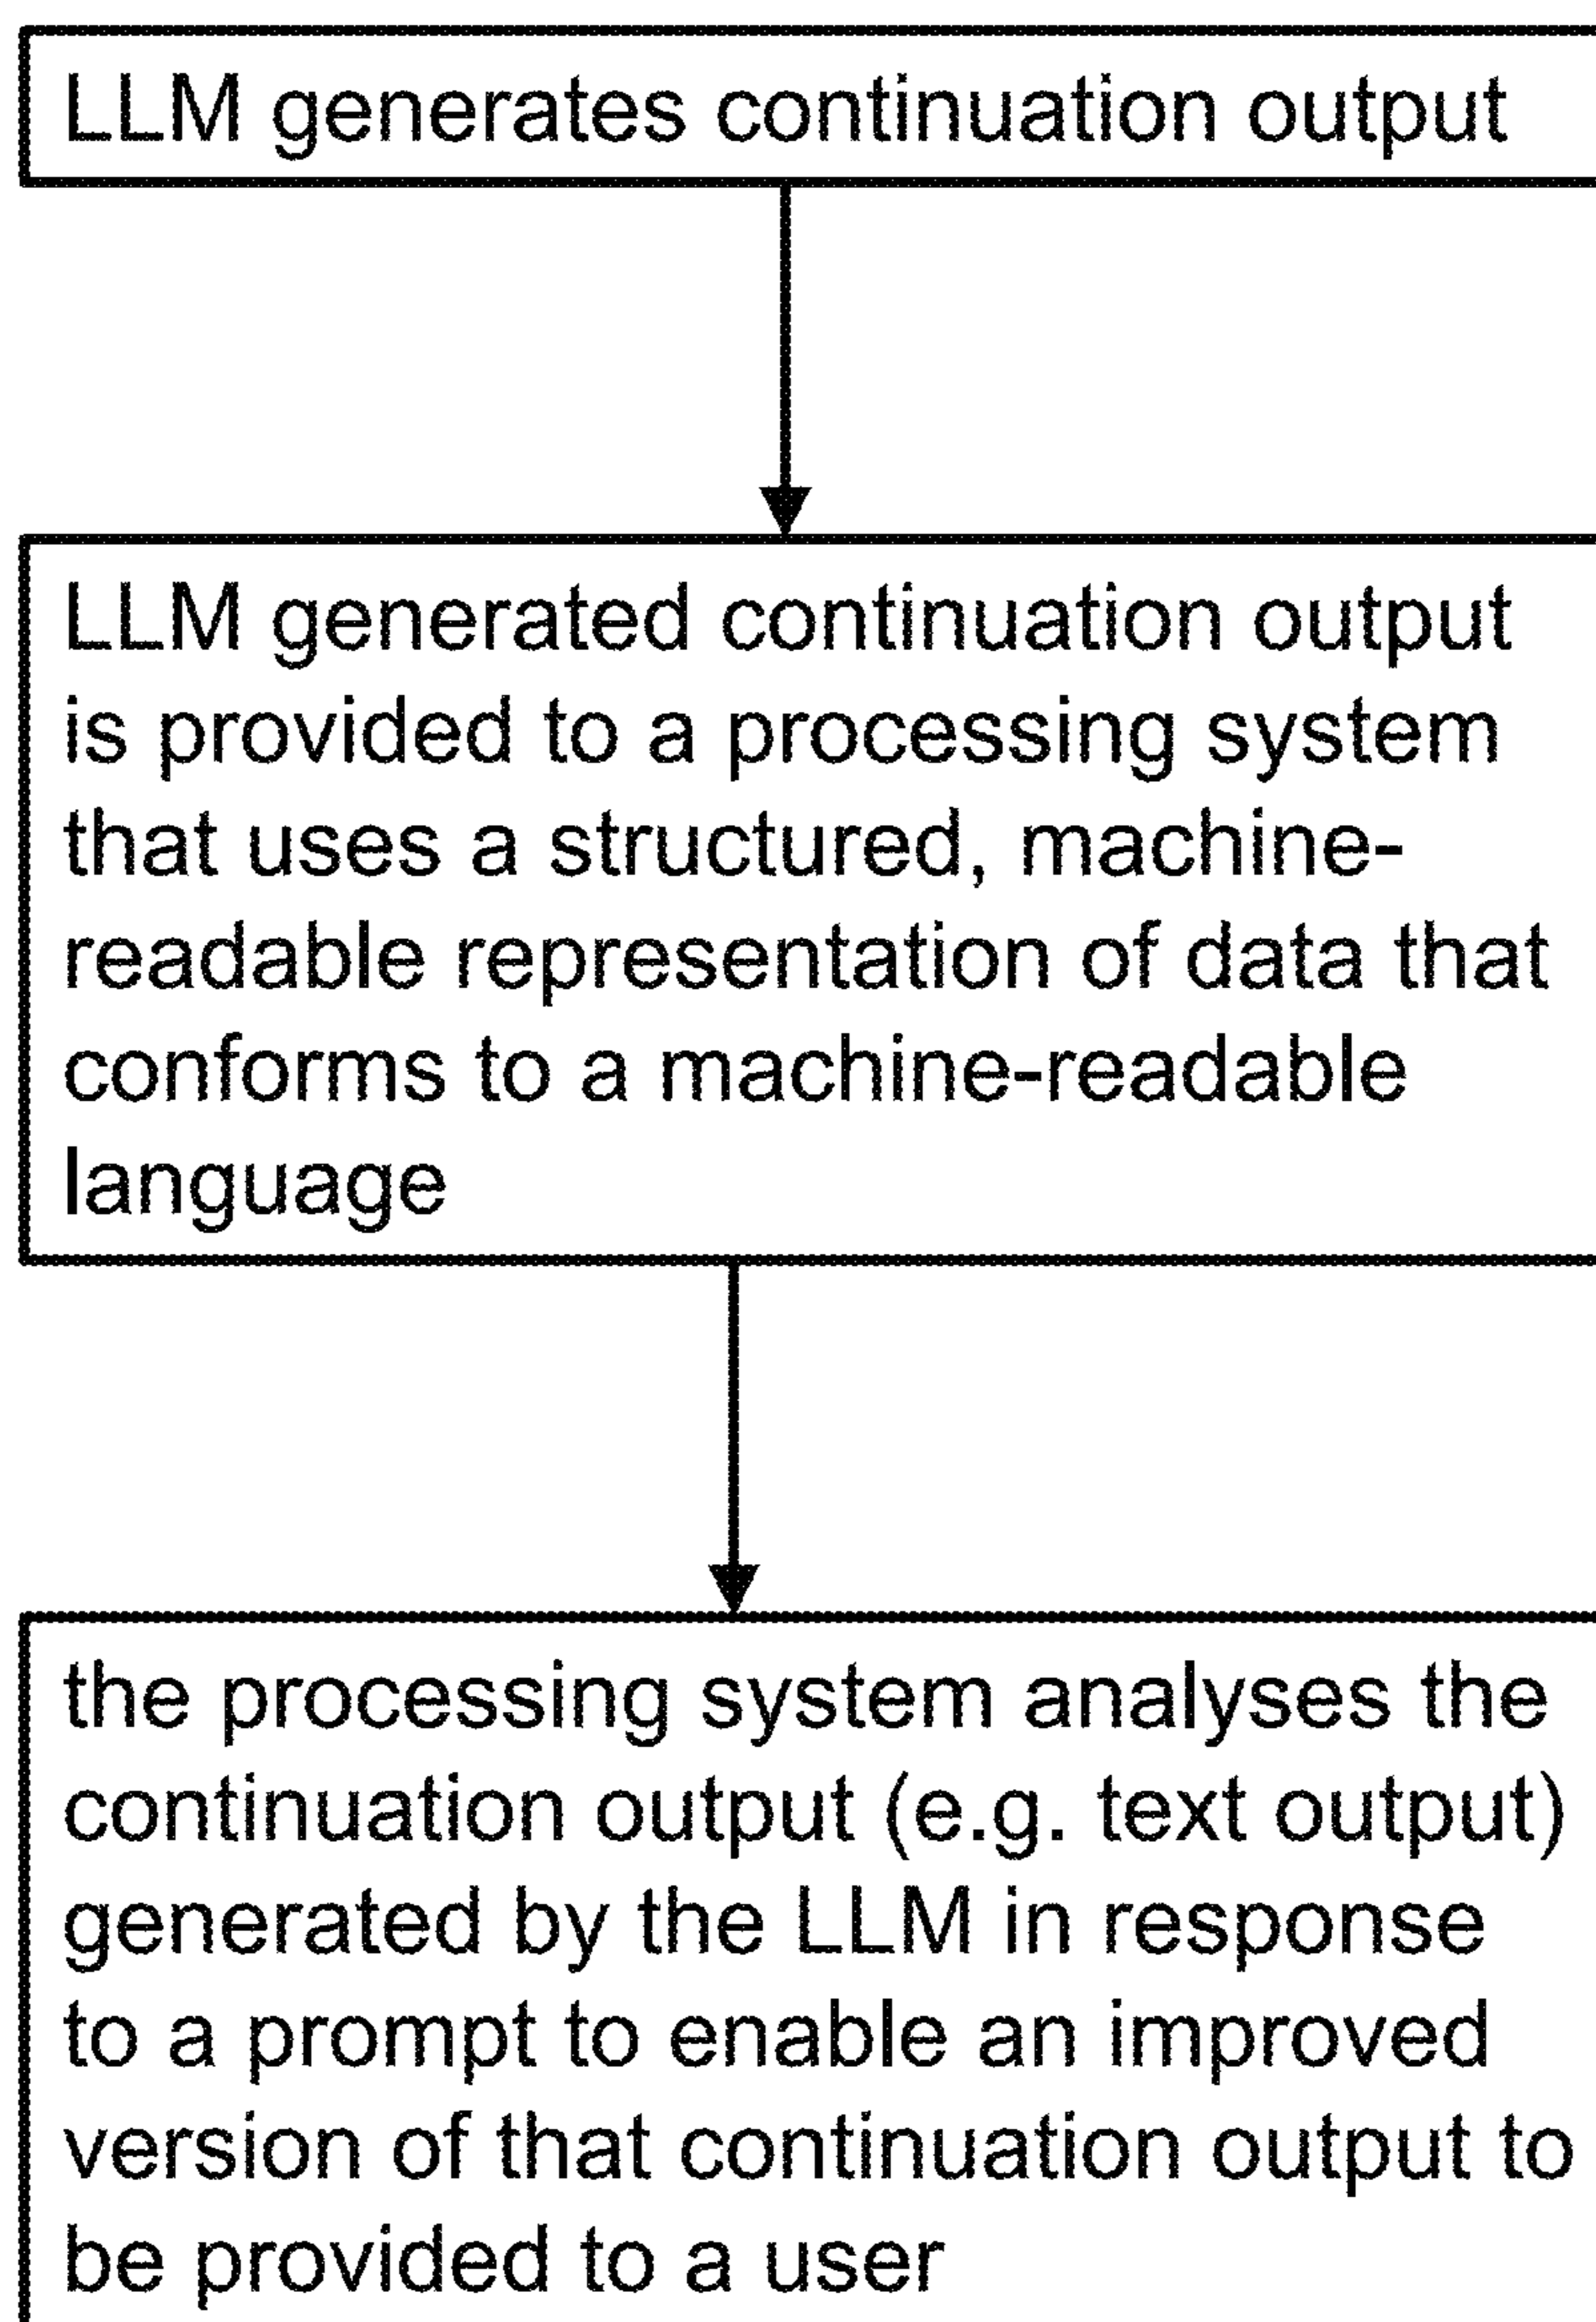 LLM generates continuation output
LLM generated continuation output
is provided to a processing system
that uses a structured, machine-
readable representation of data that
conforms to a machine-readable
language
the processing system analyses the
continuation output (e.g. text output)
generated by the LLM in response
to a prompt to enable an improved
version of that continuation output to
be provided to a user